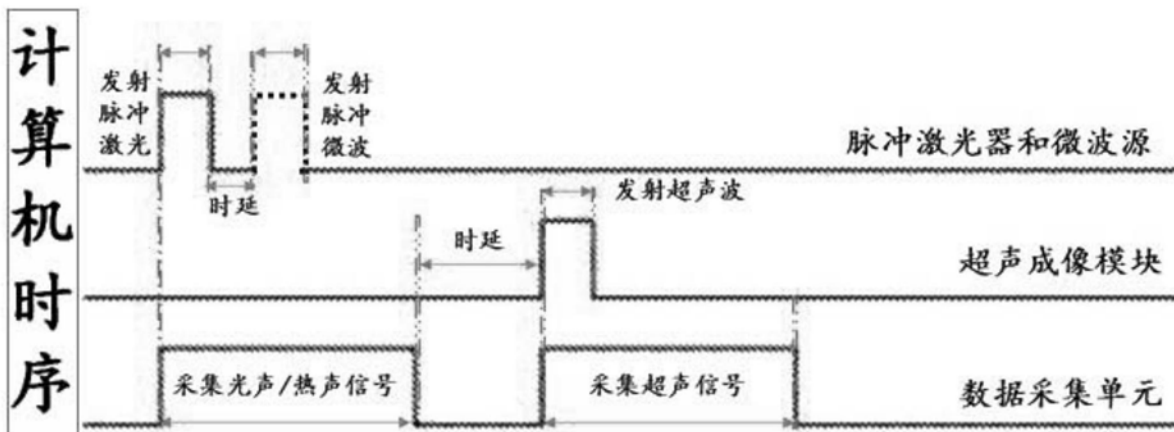 计算机时序
发射
脉冲
激光
发射
脉冲
微波
脉冲激光器和微波源
时延
发射超声波
时延
超声成像模块
采集光声/热声信号
采集超声信号
数据采集单元